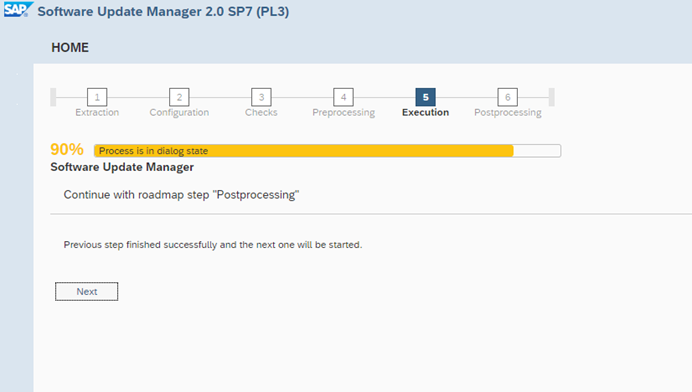 SAP Software Update Manager 2.0 SP7 (PL3)
HOME
1 2 3 4 5 6
Extraction Configuration Checks Preprocessing Execution Postprocessing
90% Process is in dialog state
Software Update Manager
Continue with roadmap step "Postprocessing"
Previous step finished successfully and the next one will be started.
Next